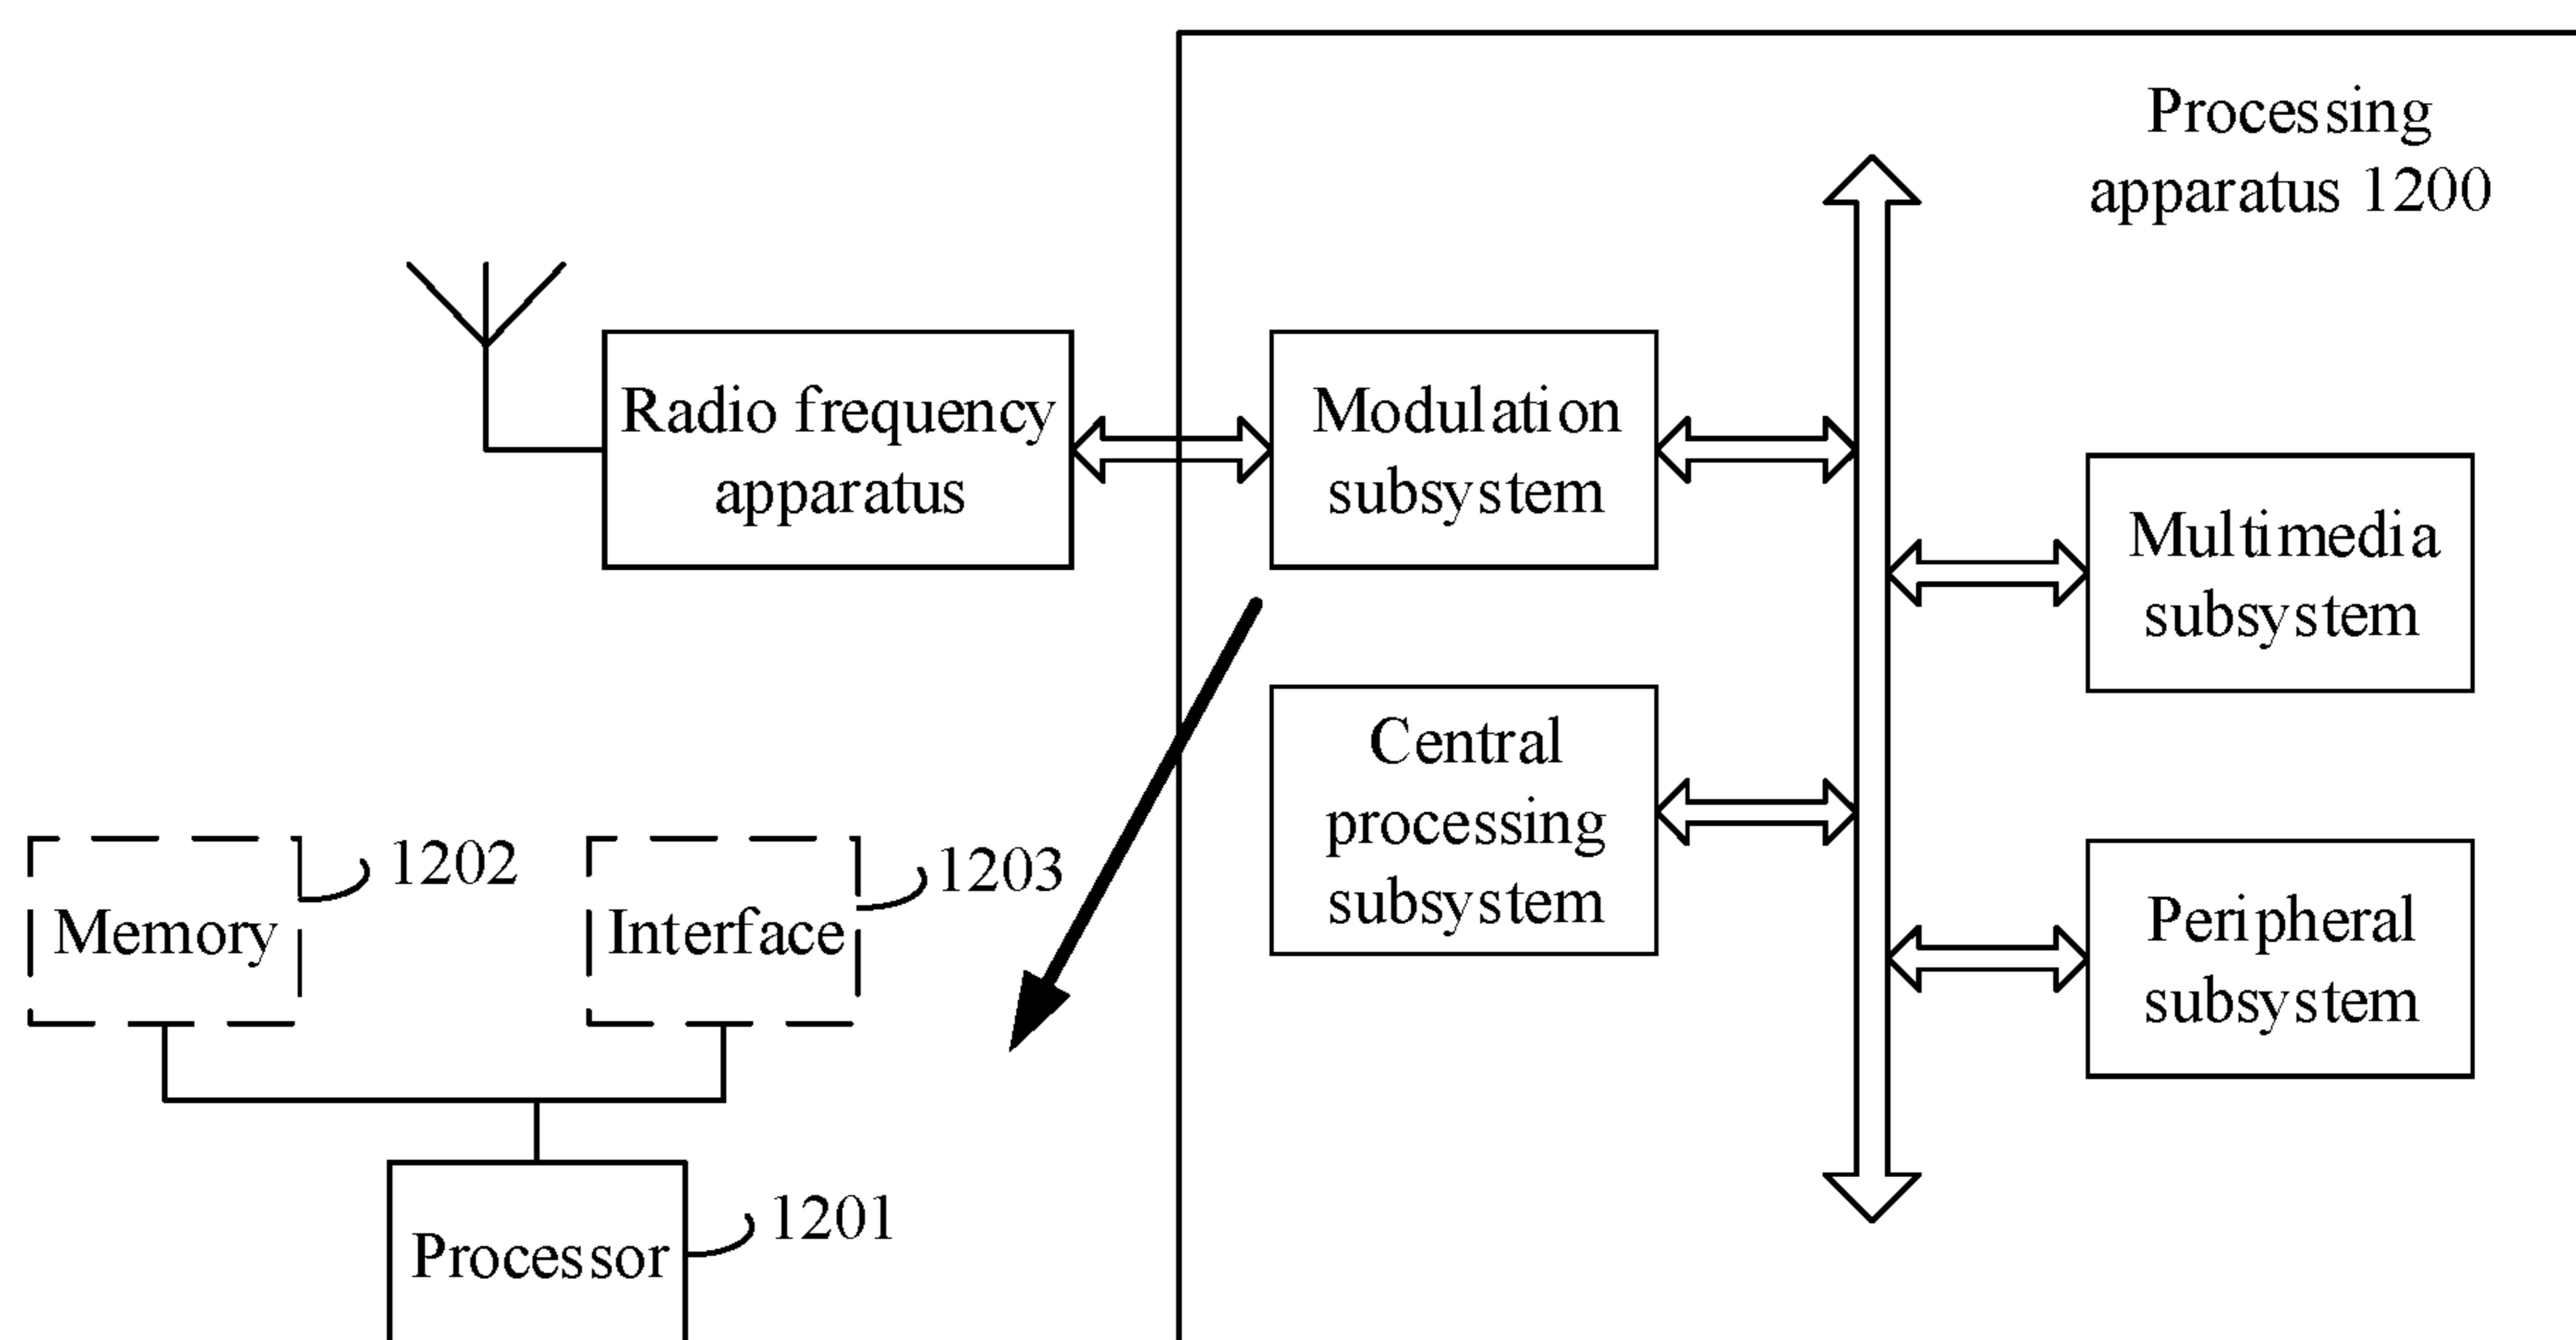 Processing
apparatus 1200
Radio frequency
apparatus
Modulation
subsystem
Multimedia
subsystem
Central
processing
subsystem
1202
1203
Memory
Interface
Peripheral
subsystem
1201
Processor